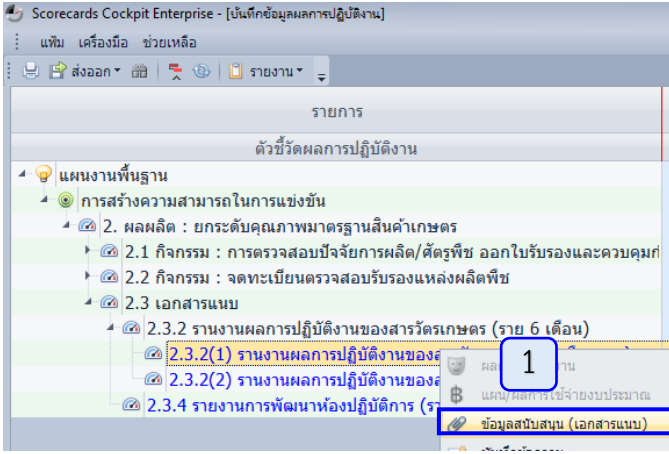 Scorecards Cockpit Enterprise - [บันทึกข้อมูลผลการปฏิบัติงาน]
แฟ้ม เครื่องมือ ช่วยเหลือ
ส่งออก รายงาน
รายการ
ตัวชี้วัดผลการปฏิบัติงาน
แผนงานพื้นฐาน
การสร้างความสามารถในการแข่งขัน
2. ผลผลิต : ยกระดับคุณภาพมาตรฐานสินค้าเกษตร
2.1 กิจกรรม : การตรวจสอบปัจจัยการผลิต/ศัตรูพืช ออกใบรับรองและควบคุม
2.2 กิจกรรม : จดทะเบียนตรวจสอบรับรองแหล่งผลิตพืช
2.3 เอกสารแนบ
2.3.2 รานงานผลการปฏิบัติงานของสารวัตรเกษตร (ราย 6 เดือน)
2.3.2(1) รานงานผลการปฏิบัติงานของ
1
2.3.2(2) รานงานผลการปฏิบัติงานของ
แผน/ผลการใช้จ่ายงบประมาณ
2.3.4 รายงานการพัฒนาห้องปฏิบัติการ
ข้อมูลสนับสนุน (เอกสารแนบ)